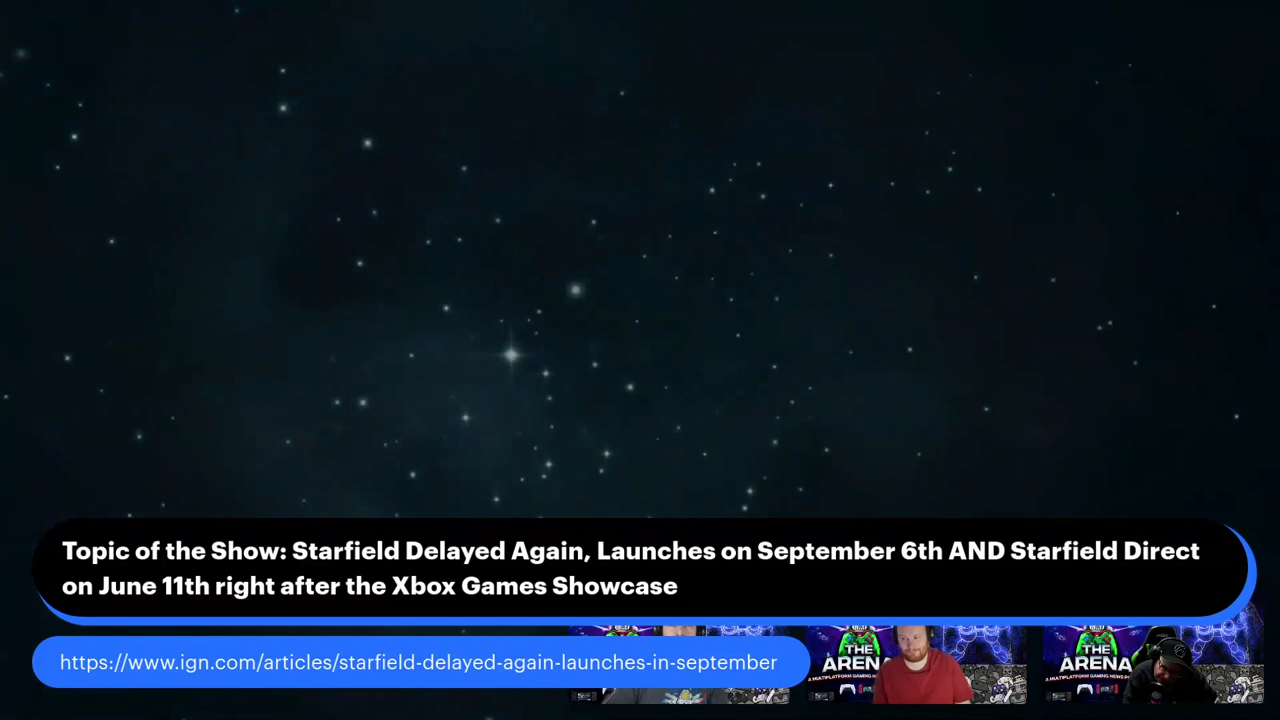 Topic of the Show: Starfield Delayed Again, Launches on September 6th AND Starfield Direct
on June 11th right after the Xbox Games Showcase
https://www.ign.com/articles/starfield-delayed-again-launches-in-september
THE
ARENA
THE
ARENA